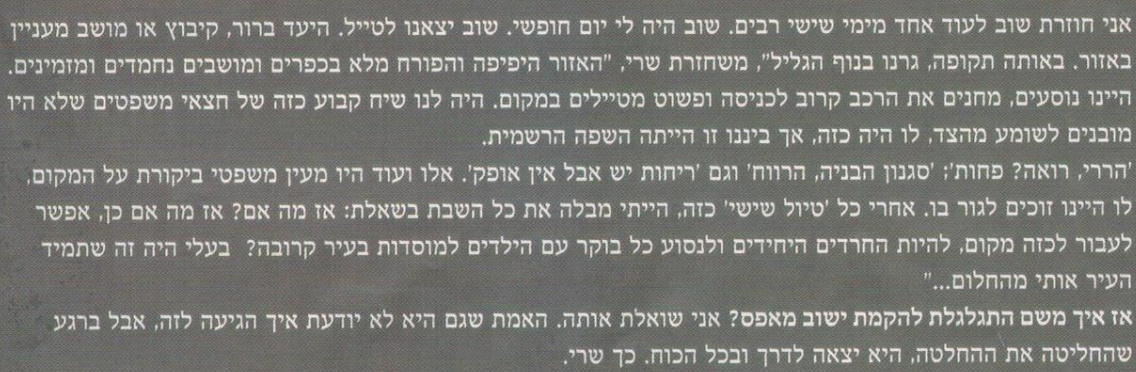 אני חוזרת שוב לעוד אחד מימי שישי רבים. שוב היה לי יום חופשי. שוב יצאנו לטייל. היעד ברור, קיבוץ או מושב מעניין
באזור. באותה תקופה, גרנו בנוף הגליל", משחזרת שרי, "האזור היפיפה והפורח מלא בכפרים ומושבים נחמדים ומזמינים.
היינו נוסעים, מחנים את הרכב קרוב לכניסה ופשוט מטיילים במקום. היה לנו שיח קבוע כזה של חצאי משפטים שלא היו
מובנים לשומע מהצד, לו היה כזה, אך ביננו זו הייתה השפה הרשמית.
'הררי, רואה? פחות'; 'סגנון הבניה, הרווח' וגם 'ריחות יש אבל אין אופק'. אלו ועוד היו מעין משפטי ביקורת על המקום,
לו היינו זוכים לגור בו. אחרי כל 'טיול שישי' כזה, הייתי מבלה את כל השבת בשאלת: אז מה אם? אז מה אם כן, אפשר
לעבור לכזה מקום, להיות החרדים היחידים ולנסוע כל בוקר עם הילדים למוסדות בעיר קרובה? בעלי היה זה שתמיד
העיר אותי מהחלום..."
אז איך משם התגלגלת להקמת ישוב מאפס? אני שואלת אותה. האמת שגם היא לא יודעת איך הגיעה לזה, אבל ברגע
שהחליטה את ההחלטה, היא יצאה לדרך ובכל הכוח. כך שרי.